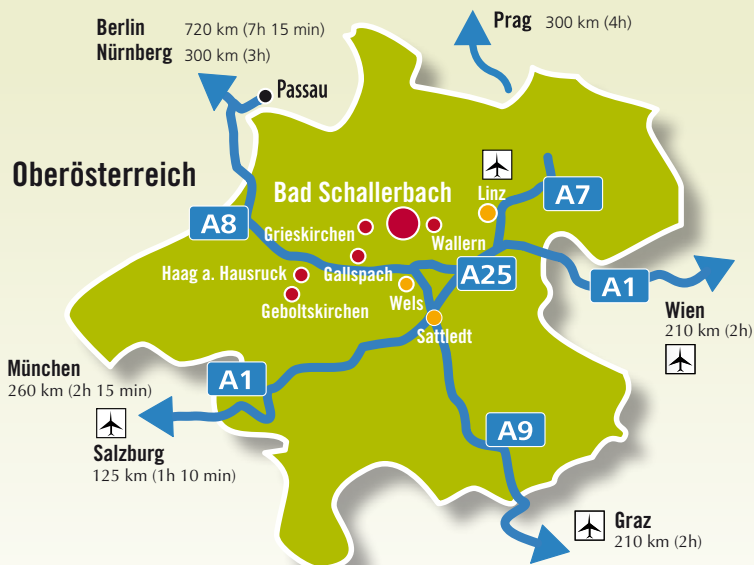 Berlin 720 km (7h 15 min)
Nürnberg 300 km (3h)
Prag 300 km (4h)
Passau
Oberösterreich
Bad Schallerbach
Linz
A7
A8
Grieskirchen
Wallern
Haag a. Hausruck
Gallspach
A25
Geboltskirchen
Wels
A1
Wien
210 km (2h)
Sattledt
München
260 km (2h 15 min)
A1
Salzburg
125 km (1h 10 min)
A9
Graz
210 km (2h)